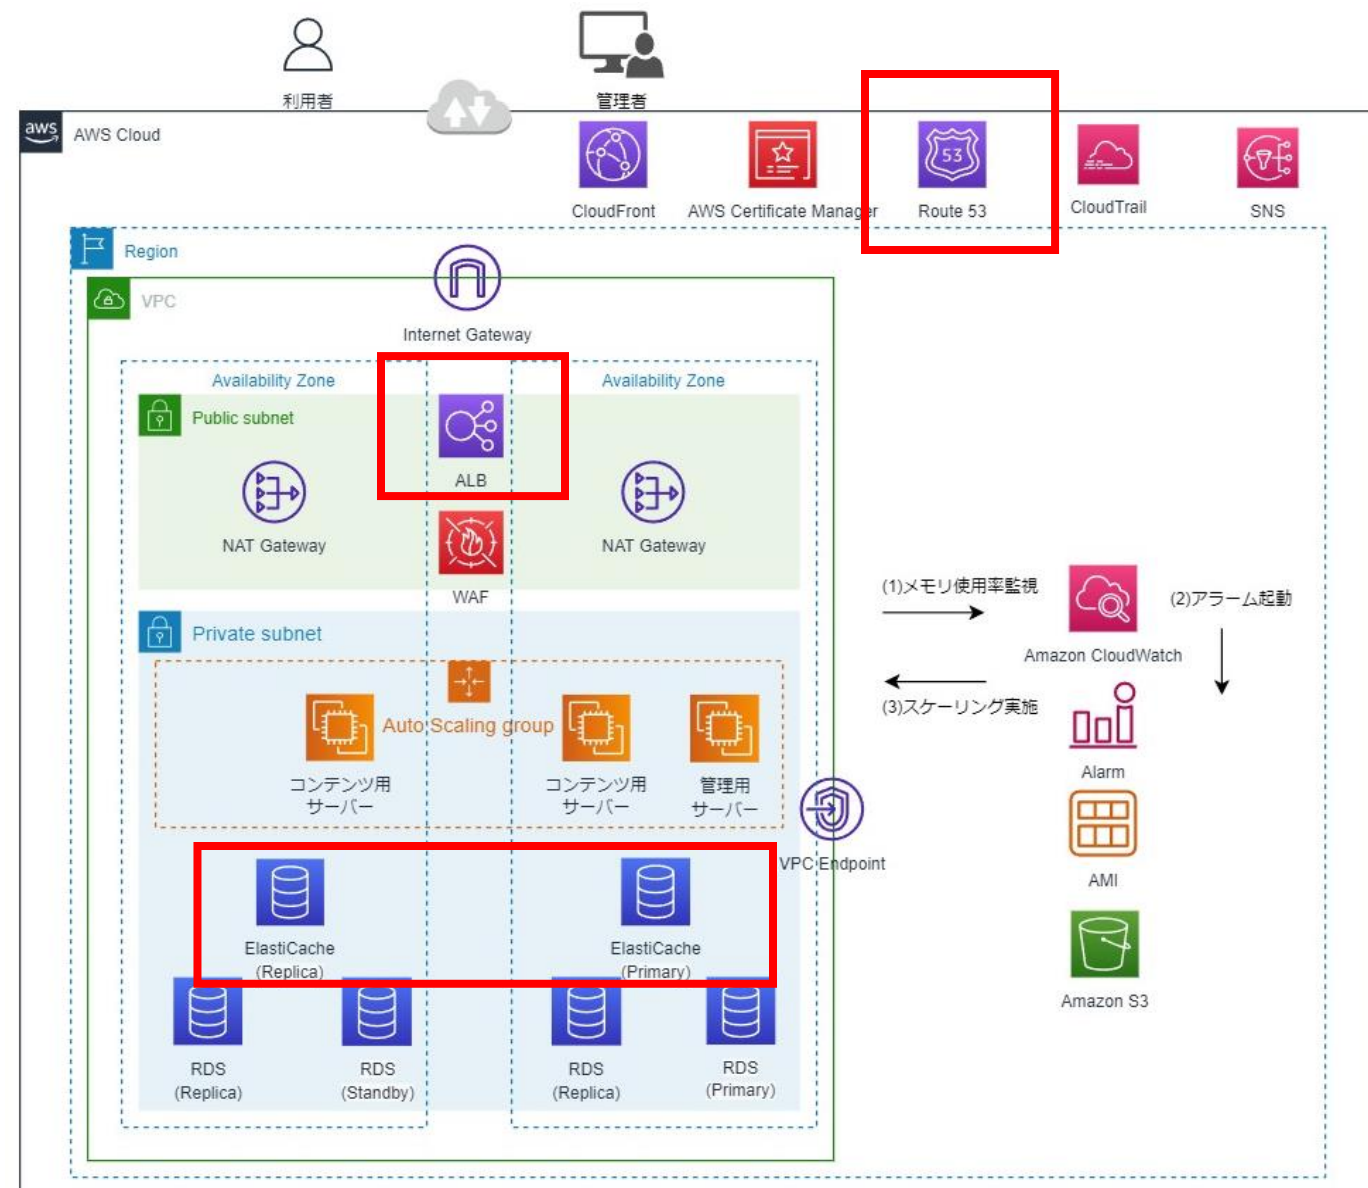 利用者
管理者
aws
AWS Cloud
CloudFront
AWS Certificate Manager
53
Route 53
CloudTrail
SNS
Region
VPC
Internet Gateway
Availability Zone
Availability Zone
Public subnet
ALB
NAT Gateway
NAT Gateway
WAF
Private subnet
Auto Scaling group
コンテンツ用
サーバー
コンテンツ用
サーバー
管理用
サーバー
VPC Endpoint
ElastiCache
(Replica)
ElastiCache
(Primary)
RDS
(Replica)
RDS
(Standby)
RDS
(Replica)
RDS
(Primary)
(1)メモリ使用率監視
(2)アラーム起動
Amazon CloudWatch
(3)スケーリング実施
Alarm
AMI
Amazon S3